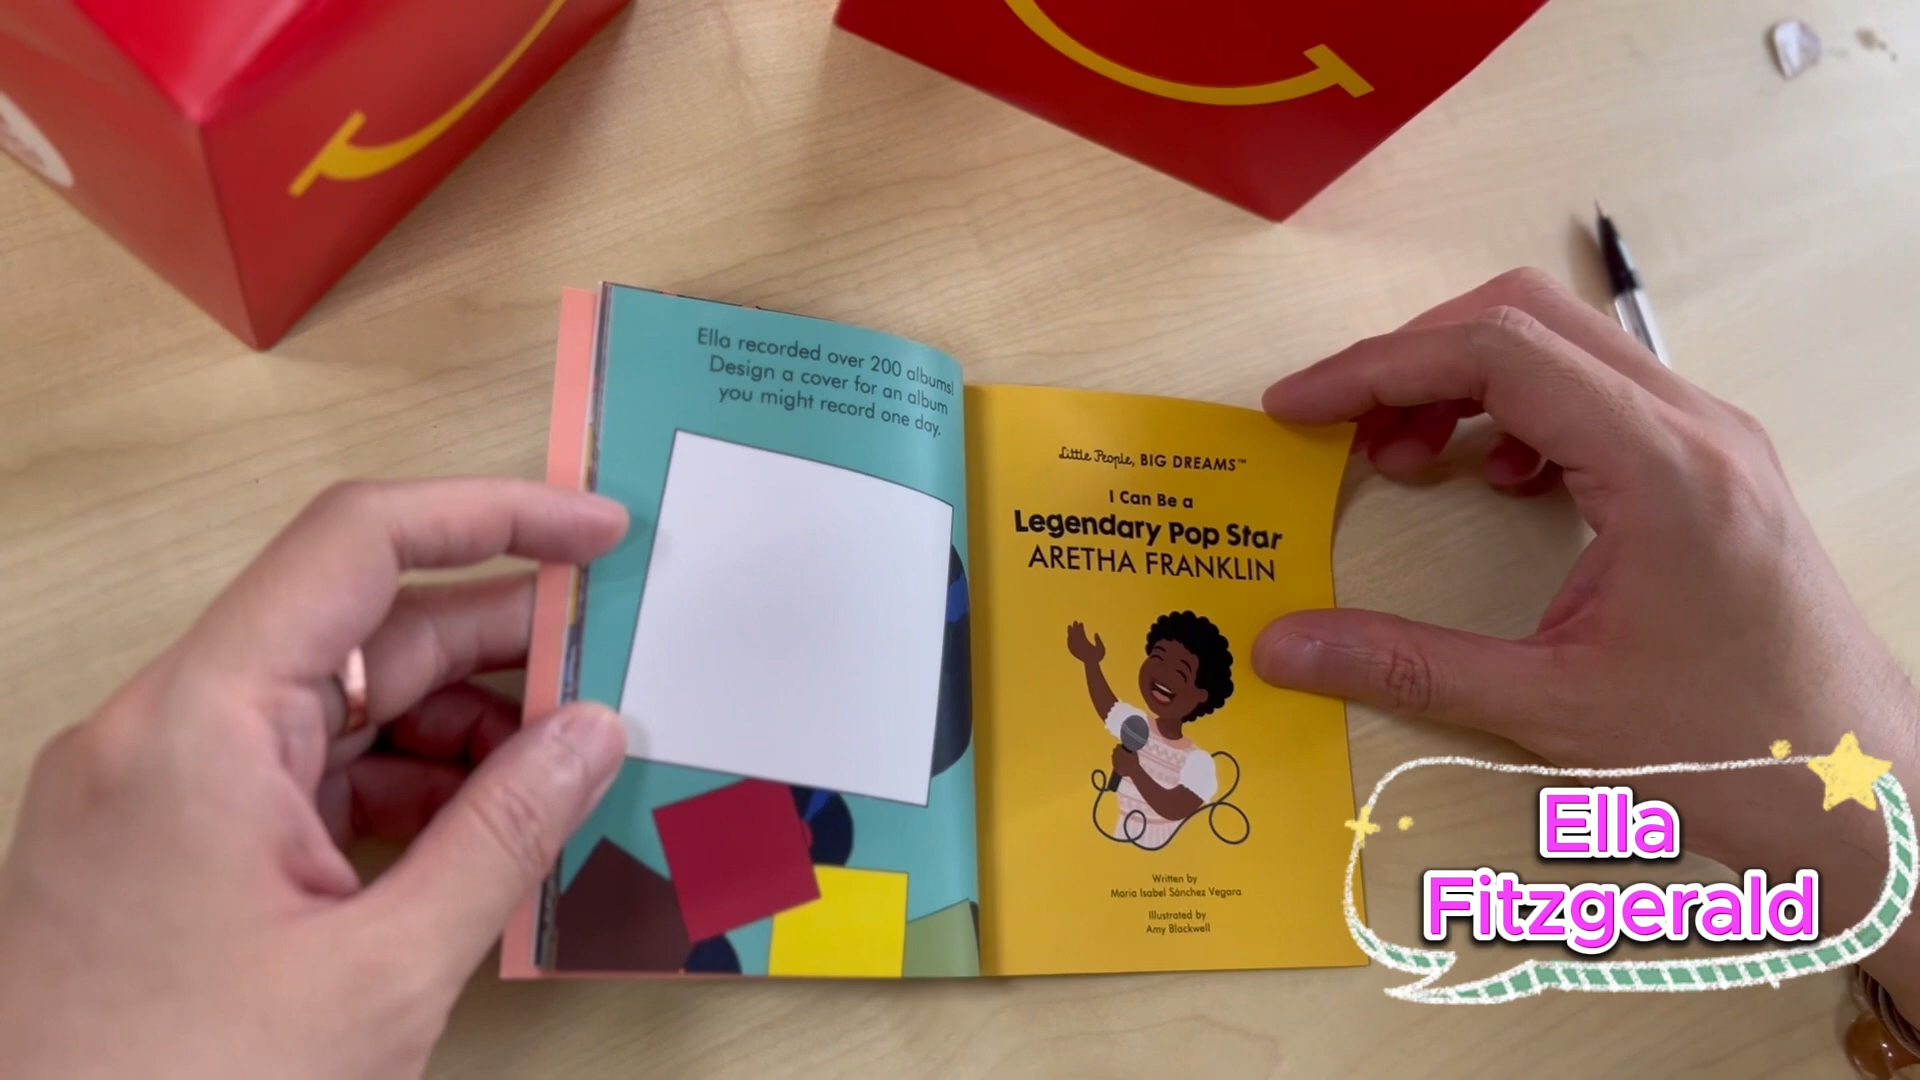 Ella recorded over 200 albums!
Design a cover for an album
you might record one day.
Little People, BIG DREAMS™
I Can Be a
Legendary Pop Star
ARETHA FRANKLIN
Written by
Maria Isabel Sánchez Vegara
Illustrated by
Amy Blackwell
Ella
Fitzgerald